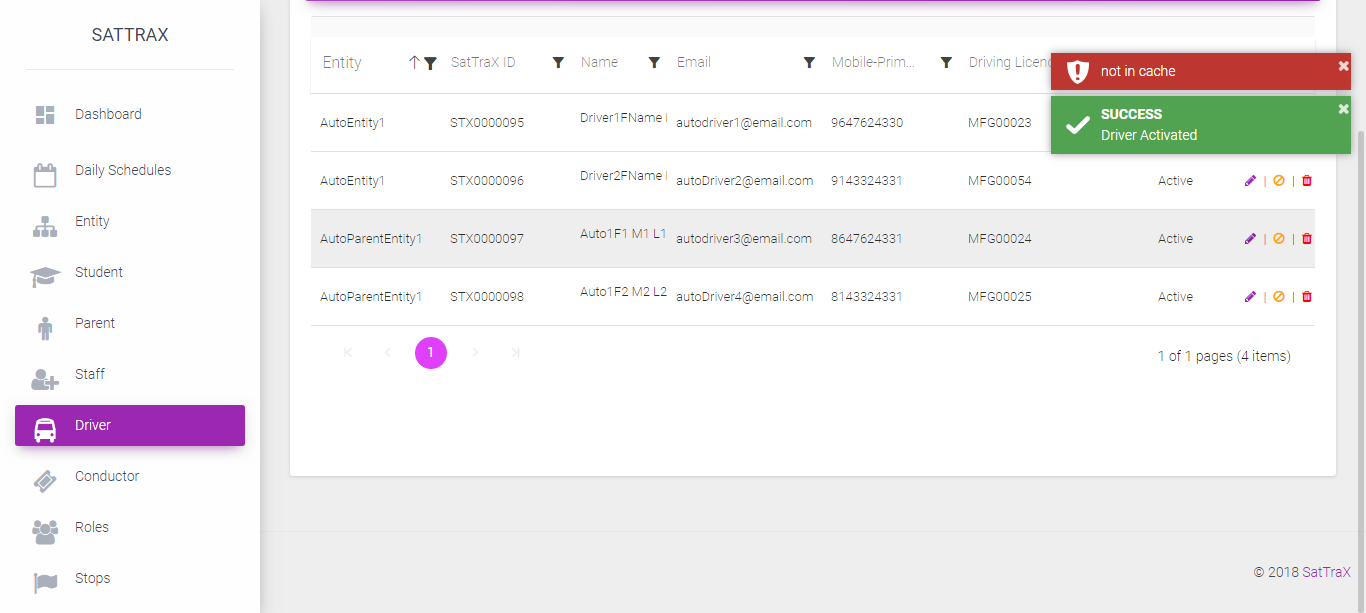 SATTRAX
Dashboard
Daily Schedules
Entity
Student
Parent
Staff
Driver
Conductor
Roles
Stops
Entity SatTraX ID Name Email Mobile-Prim... Driving Licenc
AutoEntity1 STX0000095 Driver1FName autodriver1@email.com 9647624330 MFG00023
AutoEntity1 STX0000096 Driver2FName autoDriver2@email.com 9143324331 MFG00054 Active | |
AutoParentEntity1 STX0000097 Auto1F1 M1 L1 autodriver3@email.com 8647624331 MFG00024 Active | |
AutoParentEntity1 STX0000098 Auto1F2 M2 L2 autoDriver4@email.com 8143324331 MFG00025 Active | |
1
1 of 1 pages (4 items)
not in cache
SUCCESS
Driver Activated
© 2018 SatTraX